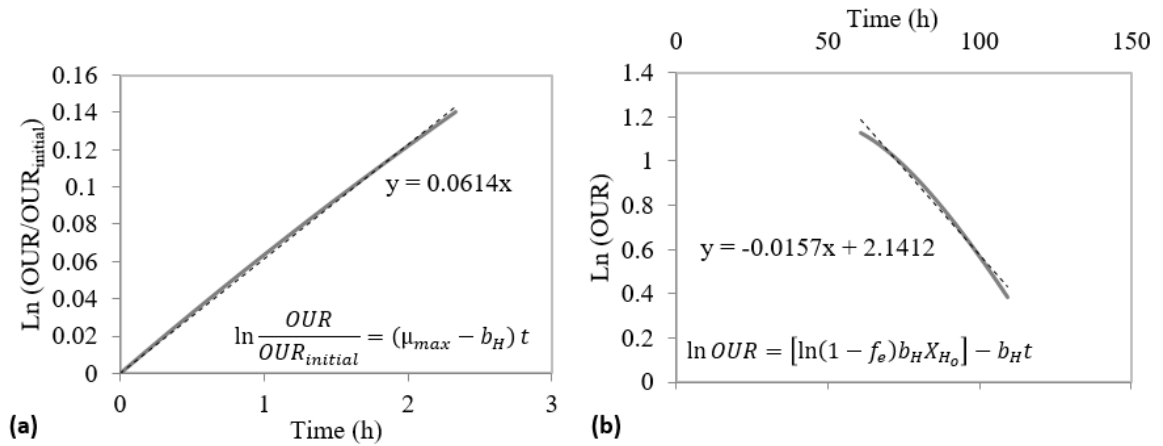 0.16
0.14
0.12
0.1
0.08
0.06
0.04
0.02
0
Ln (OUR/OUR_initial)
y = 0.0614x
ln OUR/OUR_initial = (μ_max − b_H) t
0 1 2 3
Time (h)
(a)
Time (h)
0 50 100 150
1.4
1.2
1
0.8
0.6
0.4
0.2
0
Ln (OUR)
y = -0.0157x + 2.1412
ln OUR = [ln(1 − f_e)b_H X_H_o] − b_H t
(b)